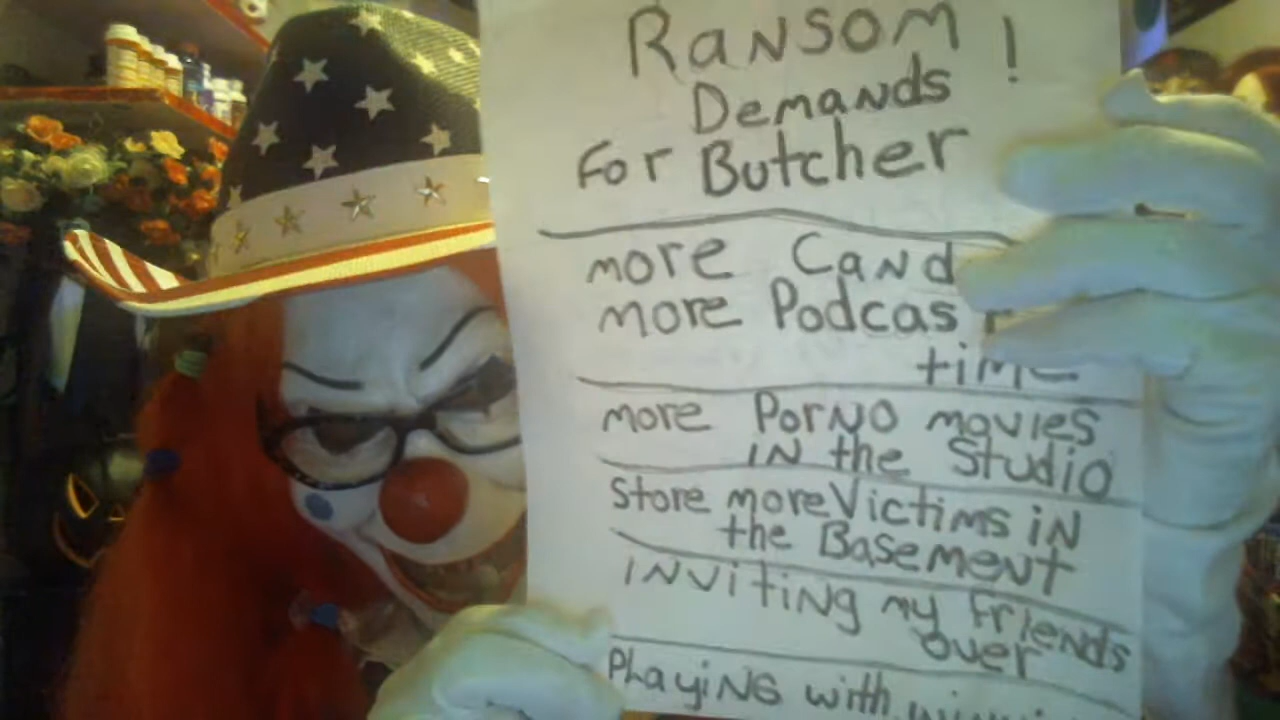 Ransom!
Demands
For Butcher
more Cand
more Podcas
time
more Porno movies
in the Studio
Store more Victims in
the Basement
inviting my friends
over
Playing with